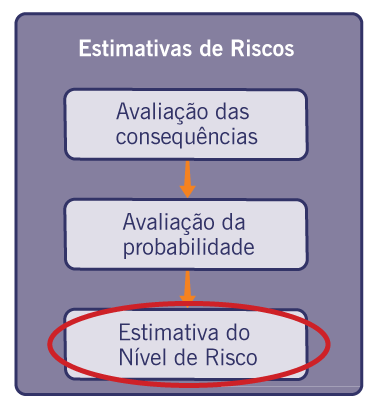 Estimativas de Riscos
Avaliação das
consequências
Avaliação da
probabilidade
Estimativa do
Nível de Risco